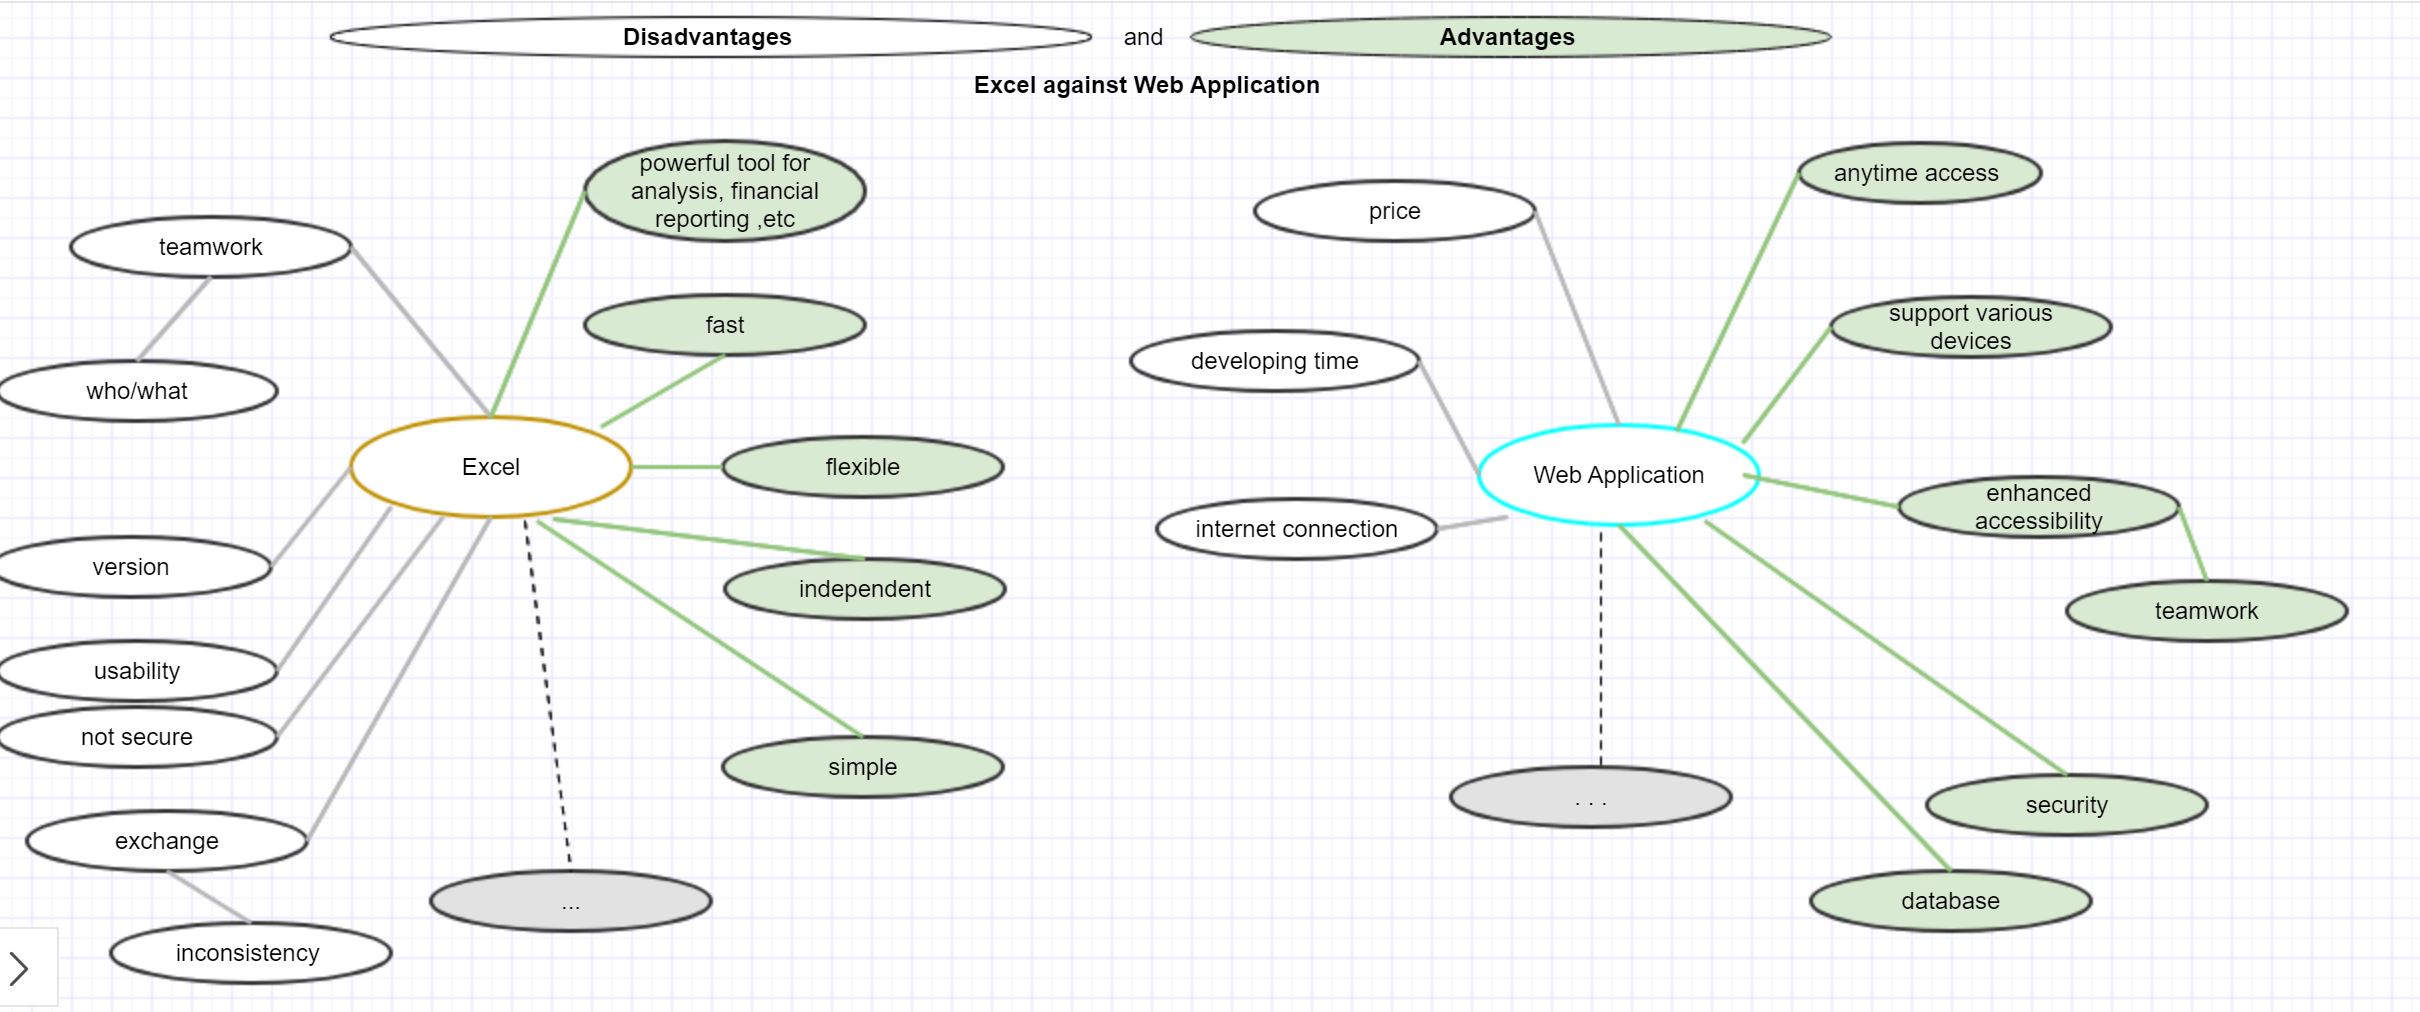 Disadvantages
and
Advantages
Excel against Web Application
powerful tool for
analysis, financial
reporting ,etc
teamwork
fast
who/what
Excel
flexible
version
independent
usability
not secure
simple
exchange
...
inconsistency
anytime access
price
support various
devices
developing time
Web Application
enhanced
accessibility
internet connection
teamwork
. . .
security
database